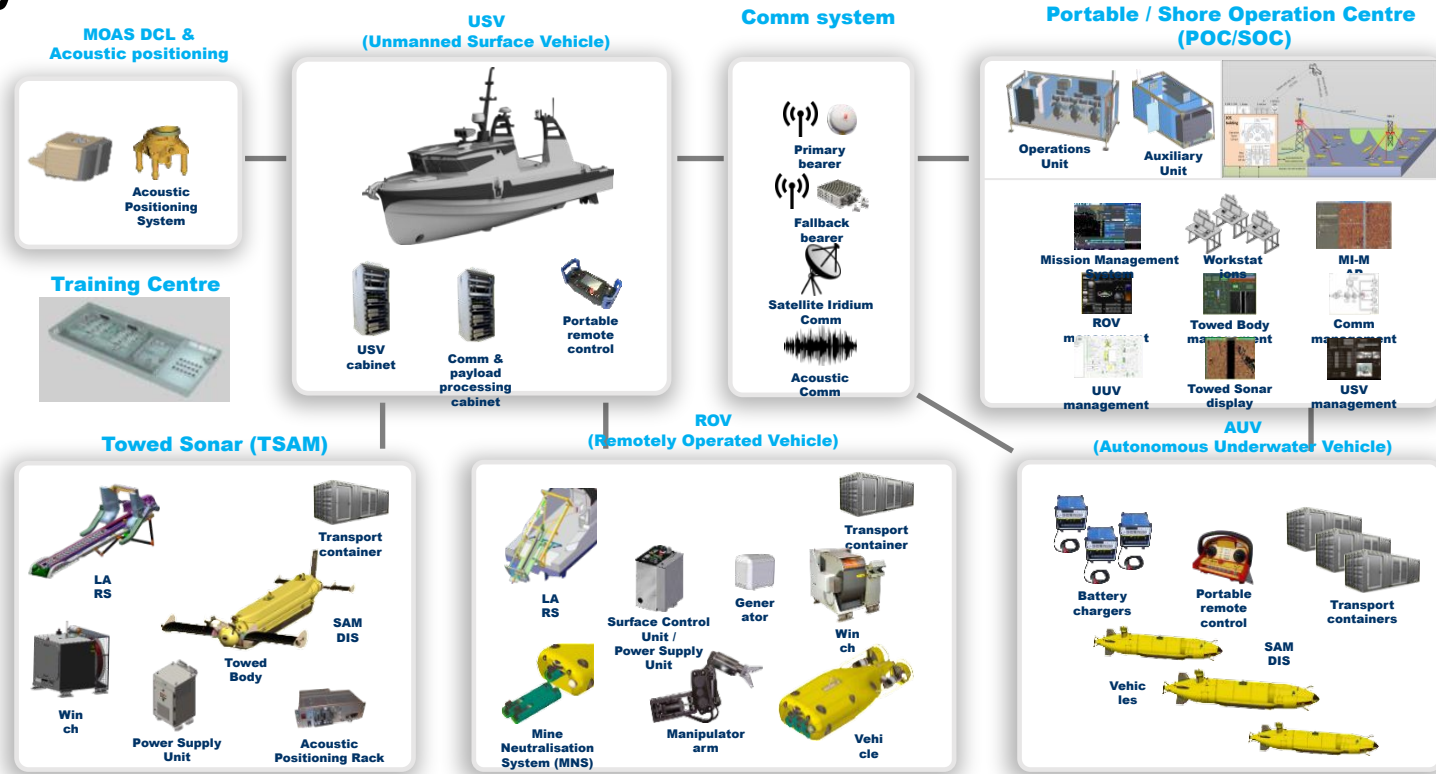 MOAS DCL &
Acoustic positioning
Acoustic
Positioning
System
Training Centre
USV
(Unmanned Surface Vehicle)
USV
cabinet
Comm &
payload
processing
cabinet
Portable
remote
control
Comm system
Primary
bearer
Fallback
bearer
Satellite Iridium
Comm
Acoustic
Comm
Portable / Shore Operation Centre
(POC/SOC)
Operations
Unit
Auxiliary
Unit
Mission Management
System
Workstat
ions
MI-M
AP
ROV
management
Towed Body
management
Comm
management
UUV
management
Towed Sonar
display
USV
management
Towed Sonar (TSAM)
LA
RS
Transport
container
SAM
DIS
Towed
Body
Win
ch
Power Supply
Unit
Acoustic
Positioning Rack
ROV
(Remotely Operated Vehicle)
LA
RS
Surface Control
Unit /
Power Supply
Unit
Gener
ator
Transport
container
Win
ch
Mine
Neutralisation
System (MNS)
Manipulator
arm
Vehi
cle
AUV
(Autonomous Underwater Vehicle)
Battery
chargers
Portable
remote
control
Transport
containers
SAM
DIS
Vehic
les